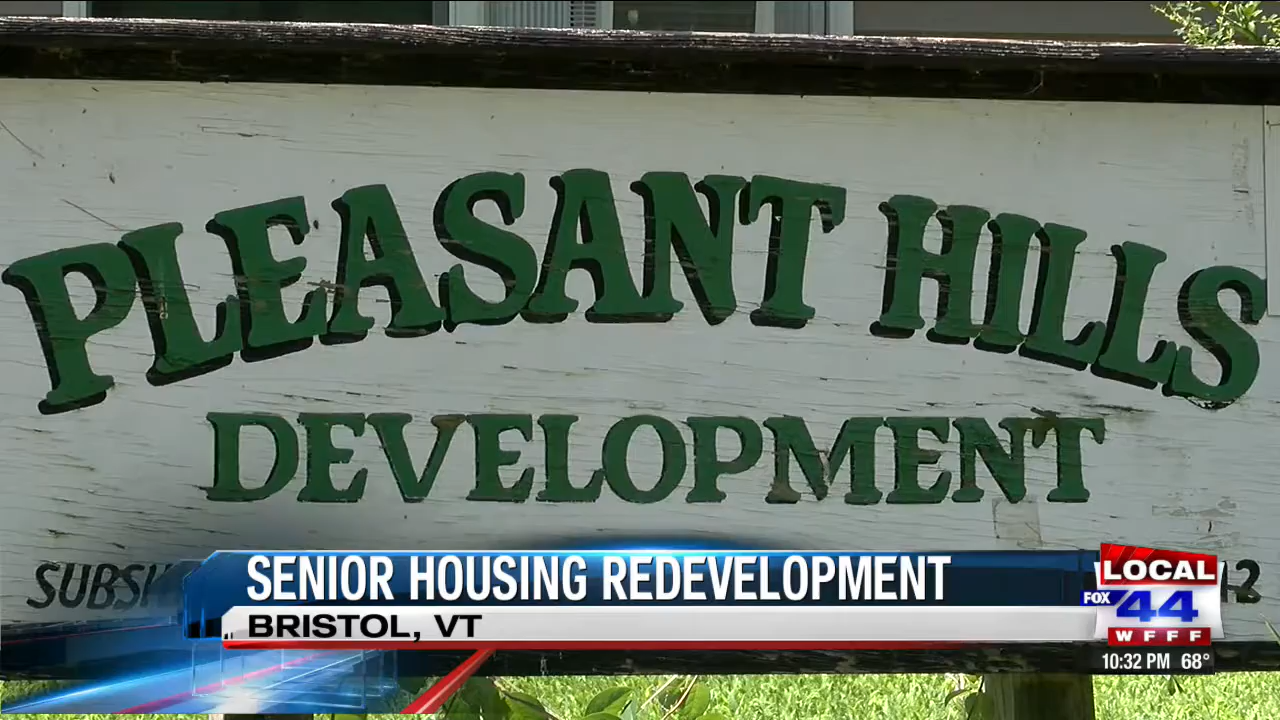 PLEASANT HILLS
DEVELOPMENT
SENIOR HOUSING REDEVELOPMENT
BRISTOL, VT
LOCAL
FOX 44
WFFF
10:32 PM 68°